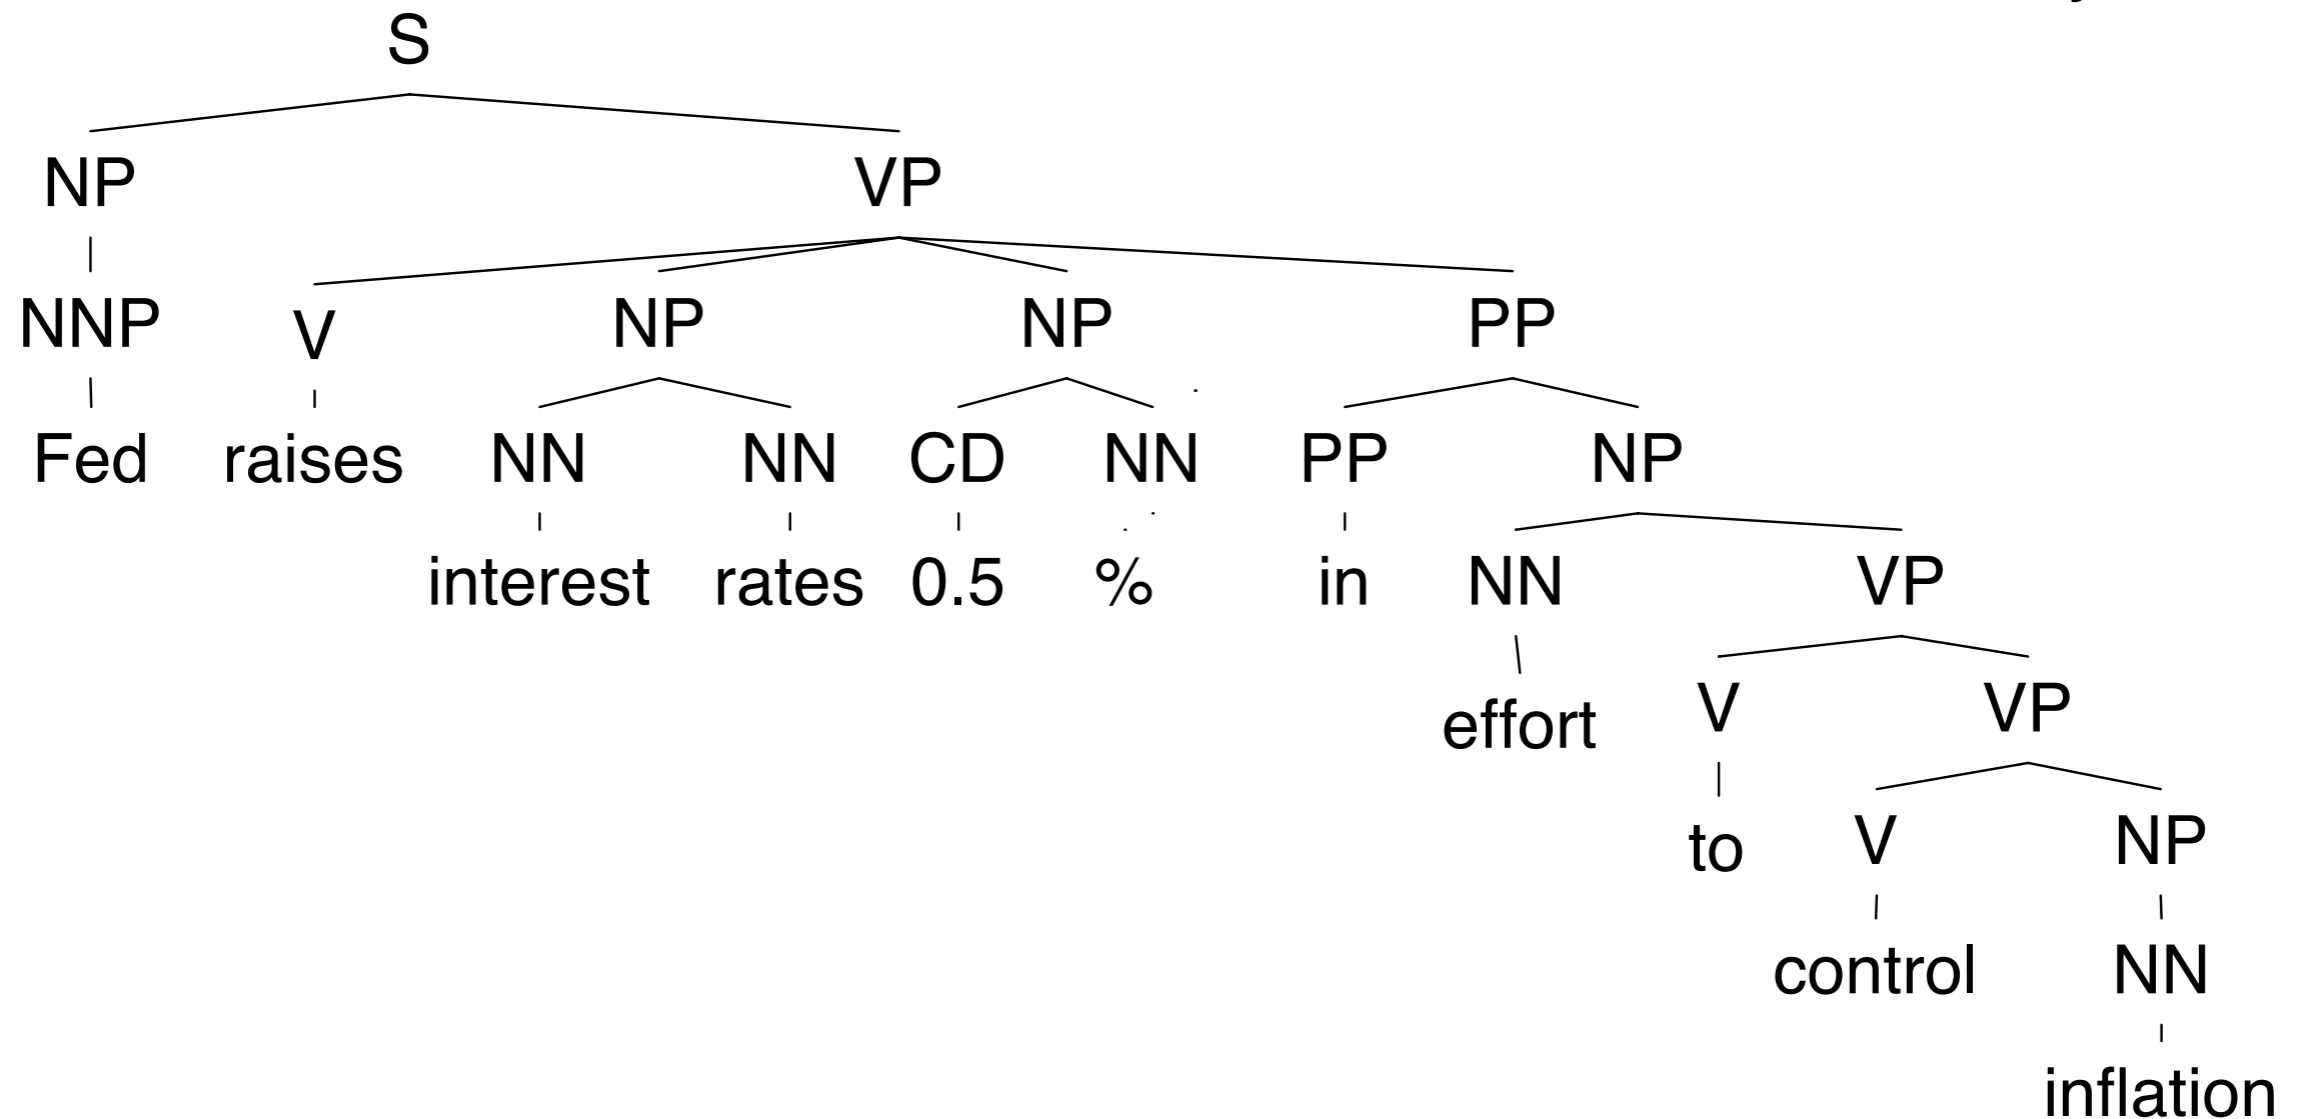 S
NP VP
NNP V NP NP PP
Fed raises NN NN CD NN PP NP
interest rates 0.5 % in NN VP
effort V VP
to V NP
control NN
inflation